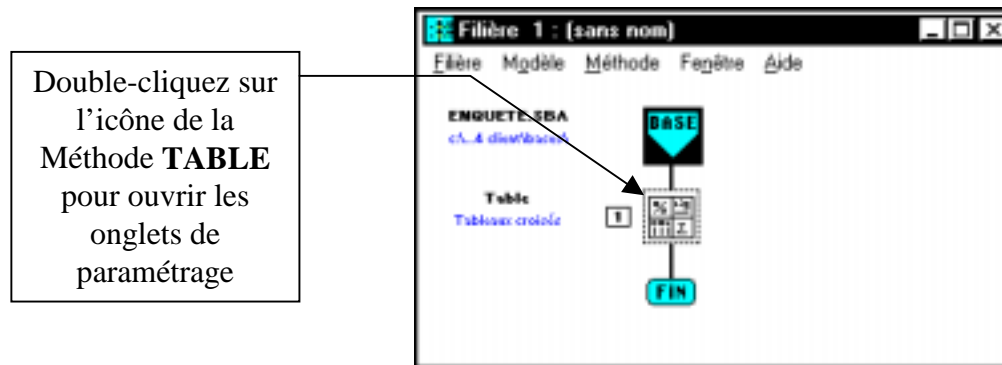 Double-cliquez sur
l'icône de la
Méthode TABLE
pour ouvrir les
onglets de
paramétrage
Filière 1 : (sans nom)
Filière Modèle Méthode Fenêtre Aide
ENQUETE.SBA
BASE
Table
Tableaux croisés
1
FIN